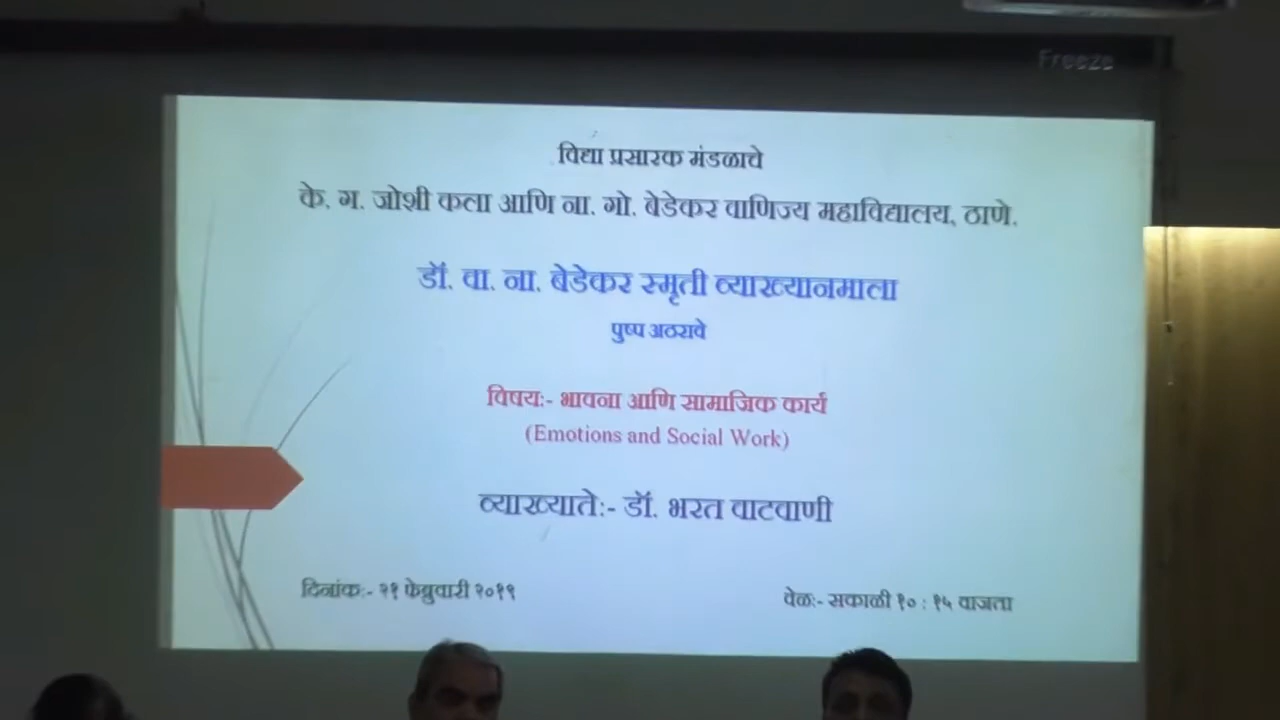 Freeze
विद्या प्रसारक मंडळाचे
के. ग. जोशी कला आणि ना. गो. बेडेकर वाणिज्य महाविद्यालय, ठाणे.
डॉ. वा. ना. बेडेकर स्मृती व्याख्यानमाला
पुष्प अठरावे
विषय:- भावना आणि सामाजिक कार्य
(Emotions and Social Work)
व्याख्याते:- डॉ. भरत वाटवाणी
दिनांक:- २१ फेब्रुवारी २०१९
वेळ:- सकाळी १० : १५ वाजता